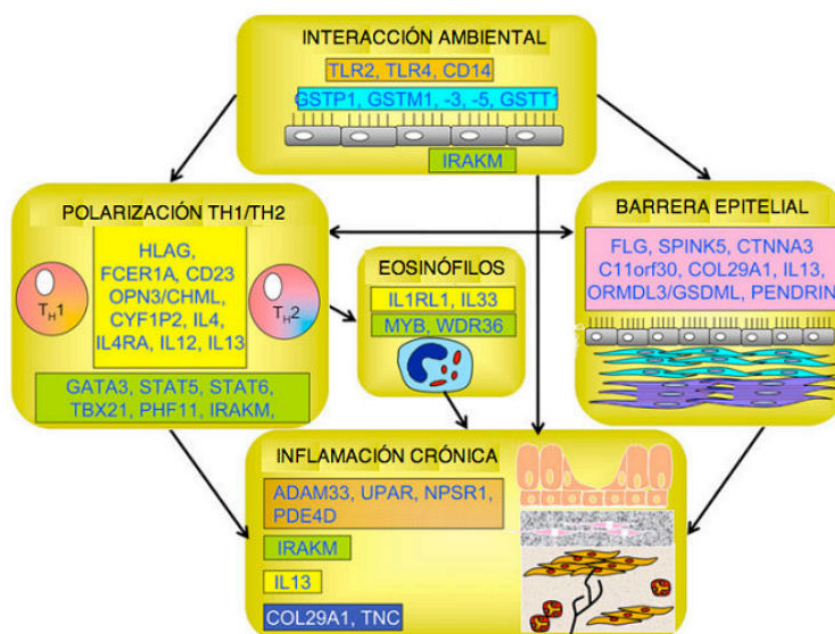 INTERACCIÓN AMBIENTAL
TLR2, TLR4, CD14
GSTP1, GSTM1, -3, -5, GSTT1
IRAKM
POLARIZACIÓN TH1/TH2
HLAG,
FCER1A, CD23
OPN3/CHML,
CYF1P2, IL4,
IL4RA, IL12, IL13
TH1
TH2
GATA3, STAT5, STAT6,
TBX21, PHF11, IRAKM,
EOSINÓFILOS
IL1RL1, IL33
MYB, WDR36
BARRERA EPITELIAL
FLG, SPINK5, CTNNA3
C11orf30, COL29A1, IL13,
ORMDL3/GSDML, PENDRIN
INFLAMACIÓN CRÓNICA
ADAM33, UPAR, NPSR1,
PDE4D
IRAKM
IL13
COL29A1, TNC